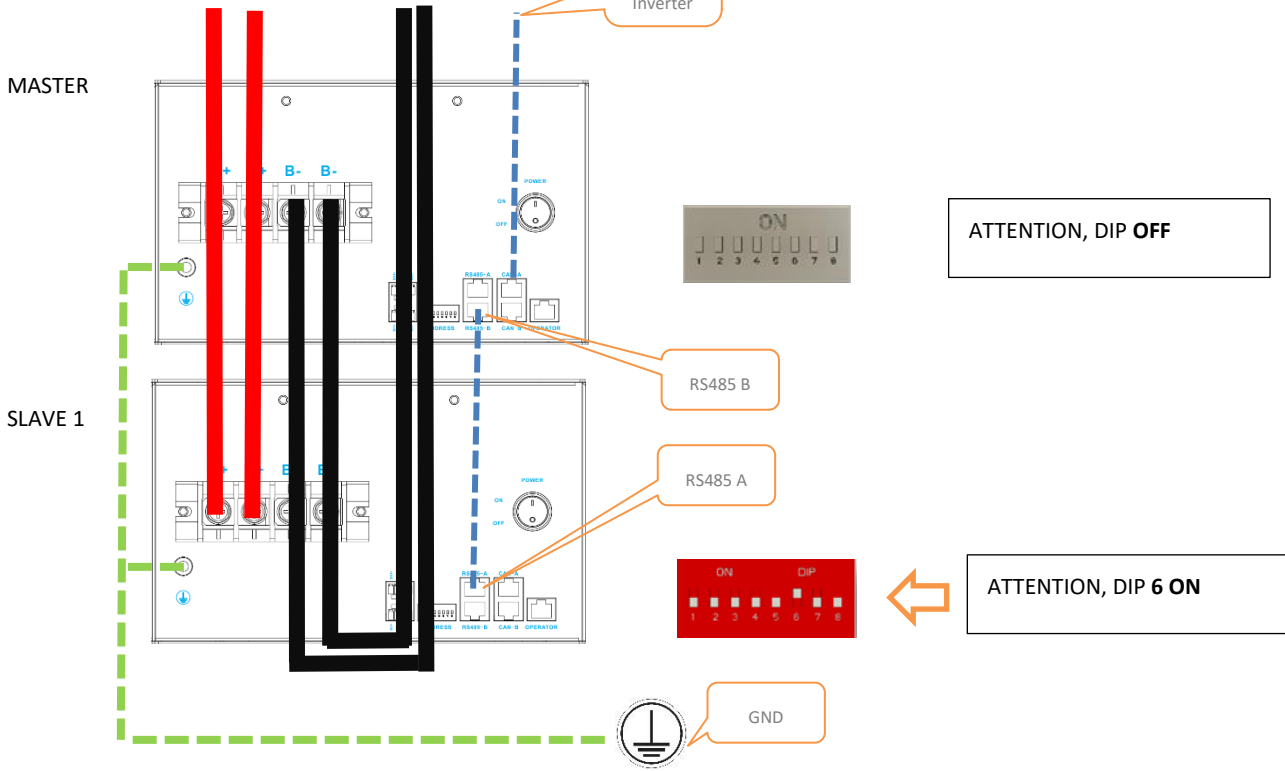 Inverter
MASTER
+ + B- B-
POWER
ON
OFF
ON
1 2 3 4 5 6 7 8
ATTENTION, DIP OFF
RS485-A CAN-A
RS485-B CAN B OPERATOR
RS485 B
SLAVE 1
POWER
ON
OFF
RS485 A
RS485-A CAN-A
RS485-B CAN B OPERATOR
ON DIP
1 2 3 4 5 6 7 8
ATTENTION, DIP 6 ON
GND